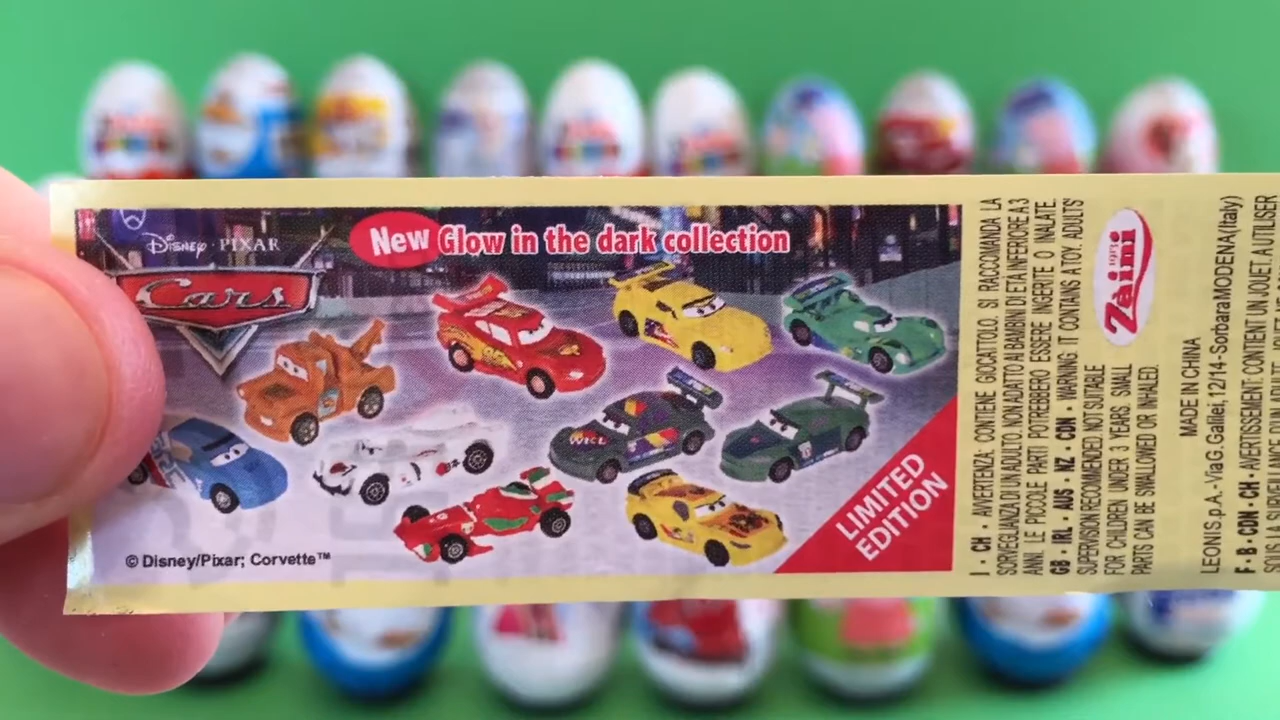 DISNEY · PIXAR
Cars
New Glow in the dark collection
LIMITED
EDITION
© Disney/Pixar; Corvette™
I · CH · AVVERTENZA: CONTIENE GIOCATTOLO. SI RACCOMANDA LA
SORVEGLIANZA DI UN ADULTO. NON ADATTO AI BAMBINI DI ETA INFERIORE A 3
ANNI. LE PICCOLE PARTI POTREBBERO ESSERE INGERITE O INALATE.
GB · IRL · AUS · NZ · CDN · WARNING: IT CONTAINS A TOY. ADULTS'
SUPERVISION RECOMMENDED. NOT SUITABLE
FOR CHILDREN UNDER 3 YEARS. SMALL
PARTS CAN BE SWALLOWED OR INHALED.
1913
Zaini
MADE IN CHINA
LEONI S.p.A. - Via G. Galilei, 12/14 - Sorbara MODENA (Italy)
F · B · CDN · CH · AVERTISSEMENT: CONTIENT UN JOUET. A UTILISER